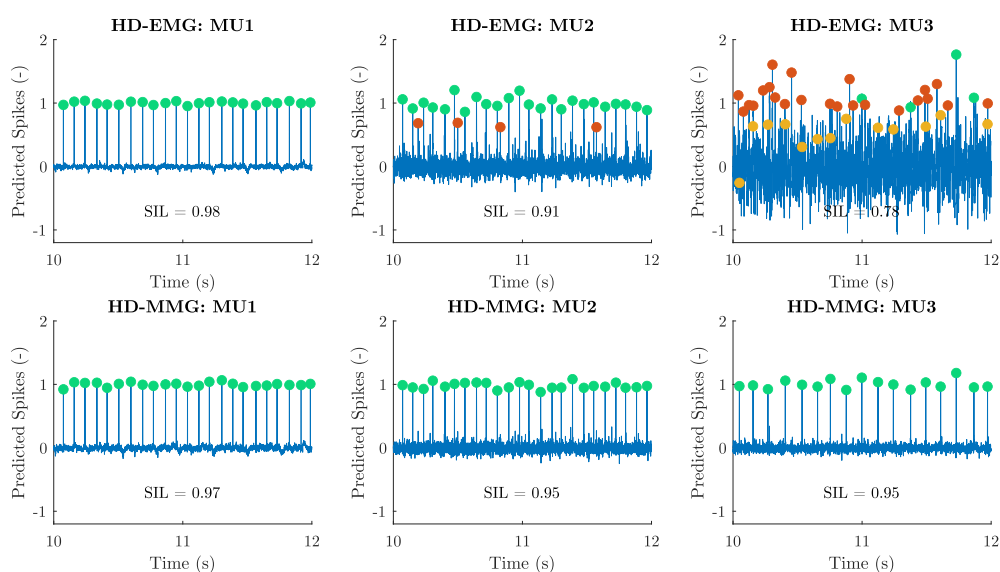 HD-EMG: MU1
2
1
0
-1
Predicted Spikes (-)
SIL = 0.98
10
11
12
Time (s)
HD-EMG: MU2
2
1
0
-1
Predicted Spikes (-)
SIL = 0.91
10
11
12
Time (s)
HD-EMG: MU3
2
1
0
-1
Predicted Spikes (-)
SIL = 0.78
10
11
12
Time (s)
HD-MMG: MU1
2
1
0
-1
Predicted Spikes (-)
SIL = 0.97
10
11
12
Time (s)
HD-MMG: MU2
2
1
0
-1
Predicted Spikes (-)
SIL = 0.95
10
11
12
Time (s)
HD-MMG: MU3
2
1
0
-1
Predicted Spikes (-)
SIL = 0.95
10
11
12
Time (s)